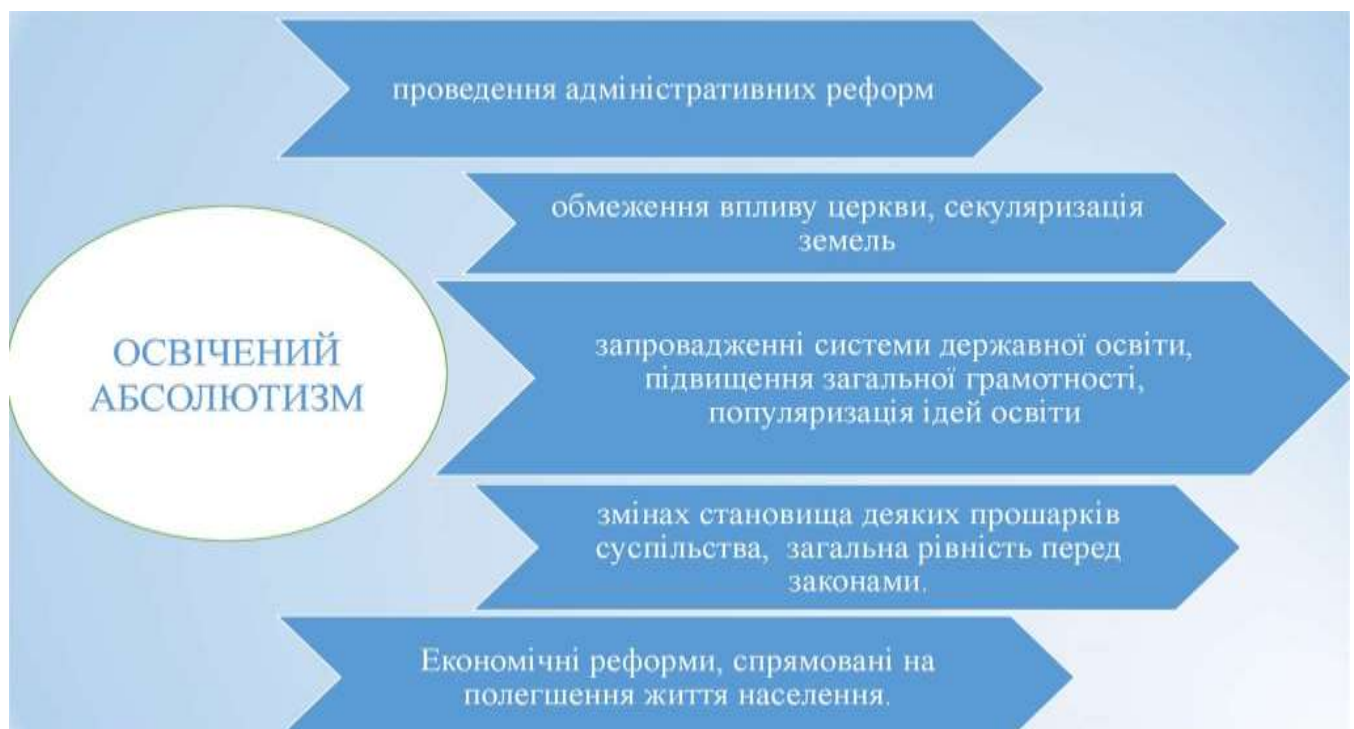 проведення адміністративних реформ
обмеження впливу церкви, секуляризація
земель
ОСВІЧЕНИЙ
АБСОЛЮТИЗМ
запровадженні системи державної освіти,
підвищення загальної грамотності,
популяризація ідей освіти
змінах становища деяких прошарків
суспільства, загальна рівність перед
законами.
Економічні реформи, спрямовані на
полегшення життя населення.